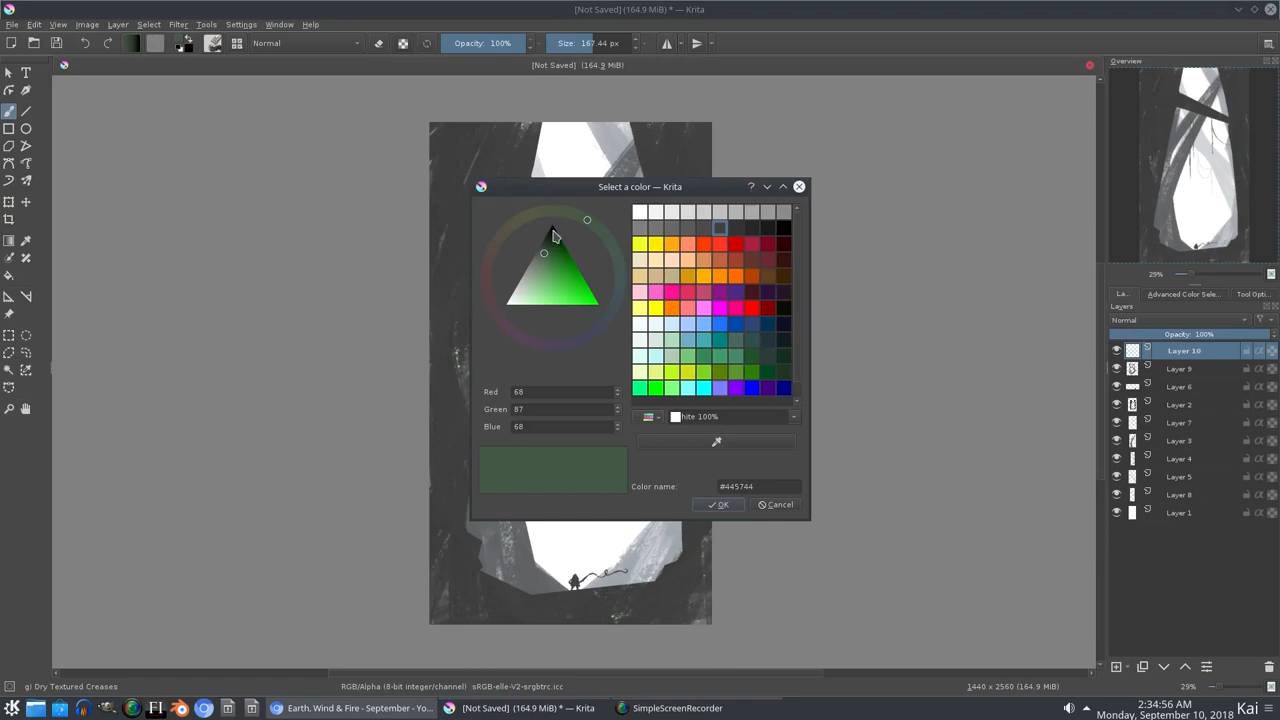 [Not Saved] (164.9 MiB) * — Krita
File Edit View Image Layer Select Filter Tools Settings Window Help
Normal
Opacity: 100%
Size: 167.44 px
[Not Saved] (164.9 MiB)
Overview
29%
La...
Advanced Color Sele...
Tool Opti...
Layers
Normal
Opacity: 100%
Layer 10
Layer 9
Layer 6
Layer 2
Layer 7
Layer 3
Layer 4
Layer 5
Layer 8
Layer 1
Select a color — Krita
Red 68
Green 87
Blue 68
hite 100%
Color name: #445744
OK
Cancel
g) Dry Textured Creases
RGB/Alpha (8-bit integer/channel) sRGB-elle-V2-srgbtrc.icc
1440 x 2560 (164.9 MiB)
29%
Earth, Wind & Fire - September - Yo...
[Not Saved] (164.9 MiB) * — Krita
SimpleScreenRecorder
2:34:56 AM
Monday, September 10, 2018
Kai